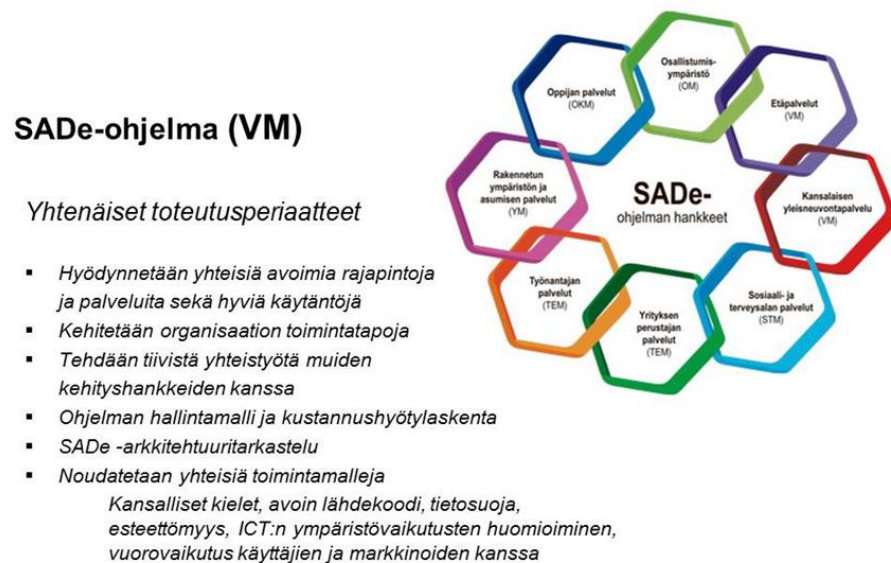 SADe-ohjelma (VM)
Yhtenäiset toteutusperiaatteet
▪ Hyödynnetään yhteisiä avoimia rajapintoja
ja palveluita sekä hyviä käytäntöjä
▪ Kehitetään organisaation toimintatapoja
▪ Tehdään tiivistä yhteistyötä muiden
kehityshankkeiden kanssa
▪ Ohjelman hallintamalli ja kustannushyötylaskenta
▪ SADe -arkkitehtuuritarkastelu
▪ Noudatetaan yhteisiä toimintamalleja
Kansalliset kielet, avoin lähdekoodi, tietosuoja,
esteettömyys, ICT:n ympäristövaikutusten huomioiminen,
vuorovaikutus käyttäjien ja markkinoiden kanssa
SADe-
ohjelman hankkeet
Osallistumis-
ympäristö
(OM)
Etäpalvelut
(VM)
Kansalaisen
yleisneuvontapalvelu
(VM)
Sosiaali- ja
terveysalan palvelut
(STM)
Yrityksen
perustajan
palvelut
(TEM)
Työnantajan
palvelut
(TEM)
Rakennetun
ympäristön ja
asumisen palvelut
(YM)
Oppijan palvelut
(OKM)